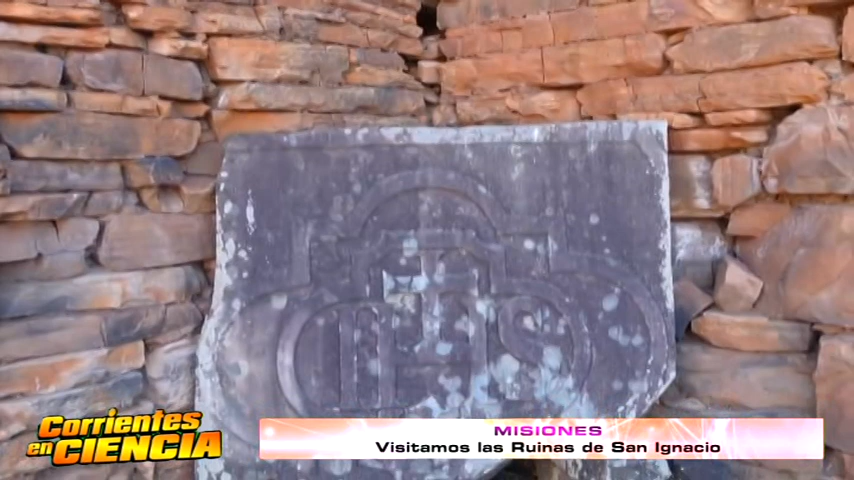 IHS
Corrientes
en CIENCIA
MISIONES
Visitamos las Ruinas de San Ignacio